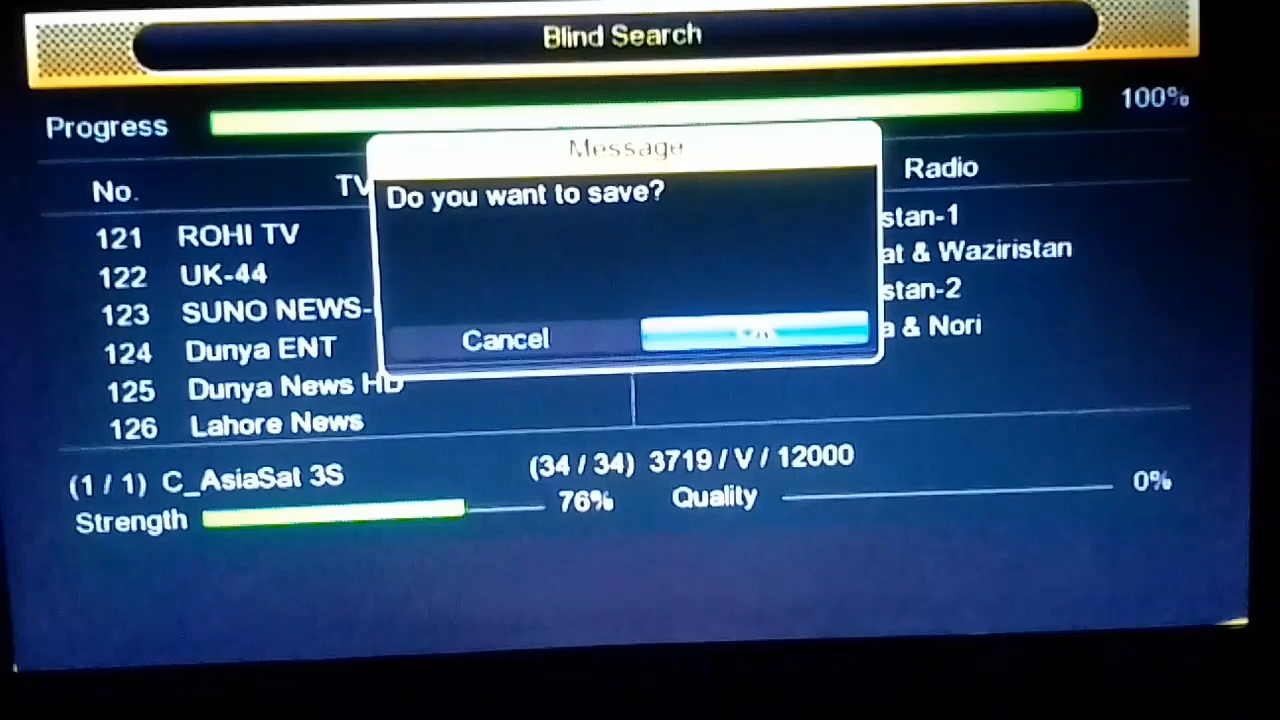 Blind Search
Progress 100%
Message
No. TV Radio
Do you want to save?
121 ROHI TV stan-1
122 UK-44 at & Waziristan
123 SUNO NEWS- stan-2
Cancel OK a & Nori
124 Dunya ENT
125 Dunya News HD
126 Lahore News
(1 / 1) C_AsiaSat 3S (34 / 34) 3719 / V / 12000
Strength 76% Quality 0%